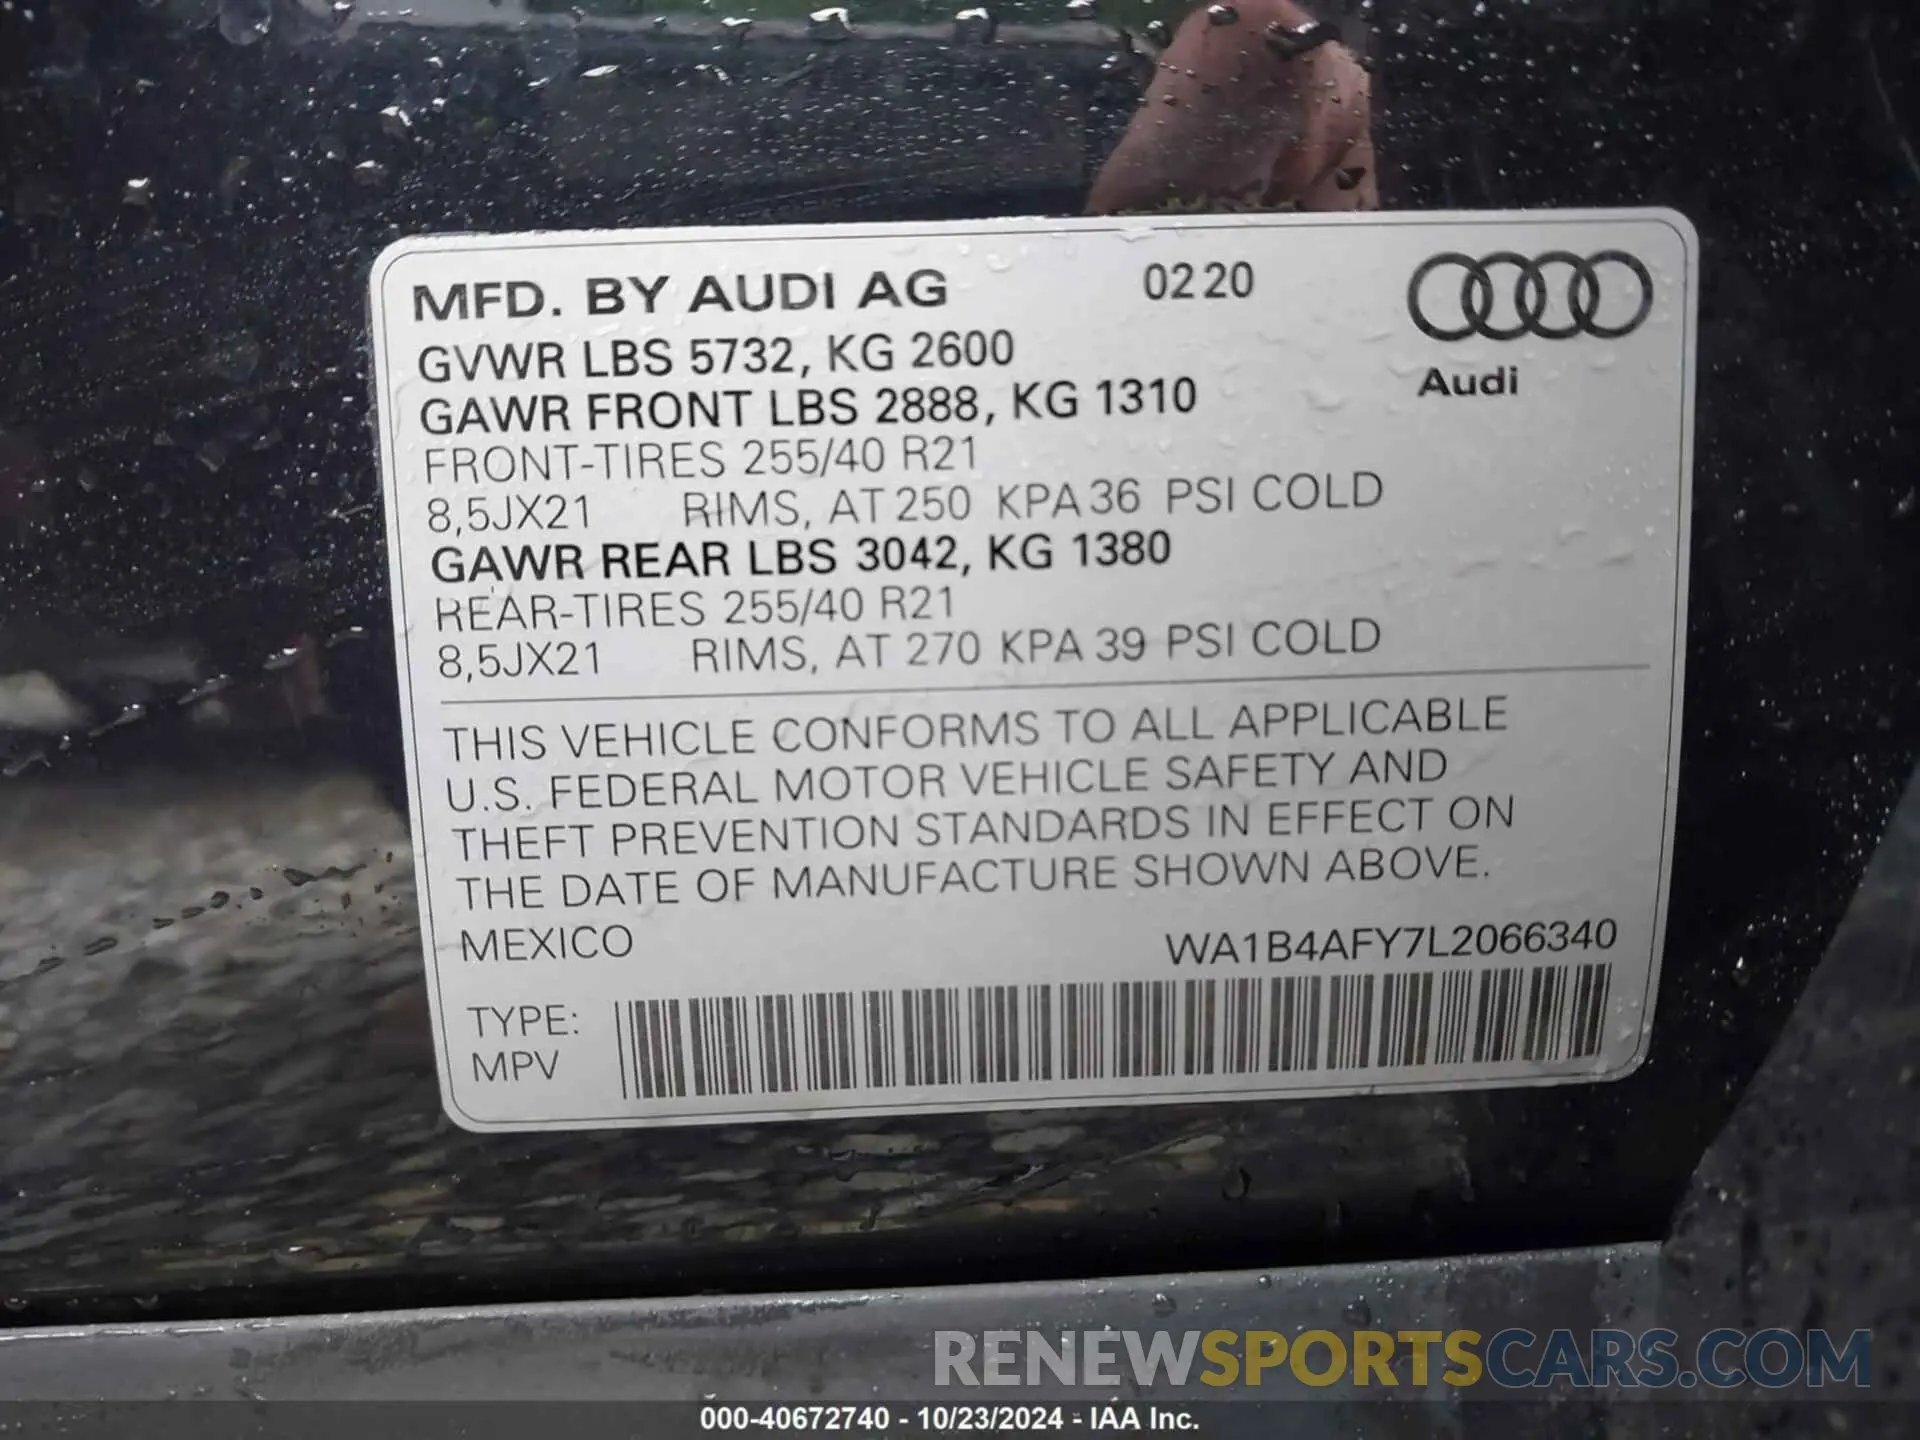 MFD. BY AUDI AG 0220
GVWR LBS 5732, KG 2600
Audi
GAWR FRONT LBS 2888, KG 1310
FRONT-TIRES 255/40 R21
8,5JX21 RIMS, AT 250 KPA 36 PSI COLD
GAWR REAR LBS 3042, KG 1380
REAR-TIRES 255/40 R21
8,5JX21 RIMS, AT 270 KPA 39 PSI COLD
THIS VEHICLE CONFORMS TO ALL APPLICABLE
U.S. FEDERAL MOTOR VEHICLE SAFETY AND
THEFT PREVENTION STANDARDS IN EFFECT ON
THE DATE OF MANUFACTURE SHOWN ABOVE.
MEXICO WA1B4AFY7L2066340
TYPE:
MPV
RENEWSPORTSCARS.COM
000-40672740 - 10/23/2024 - IAA Inc.